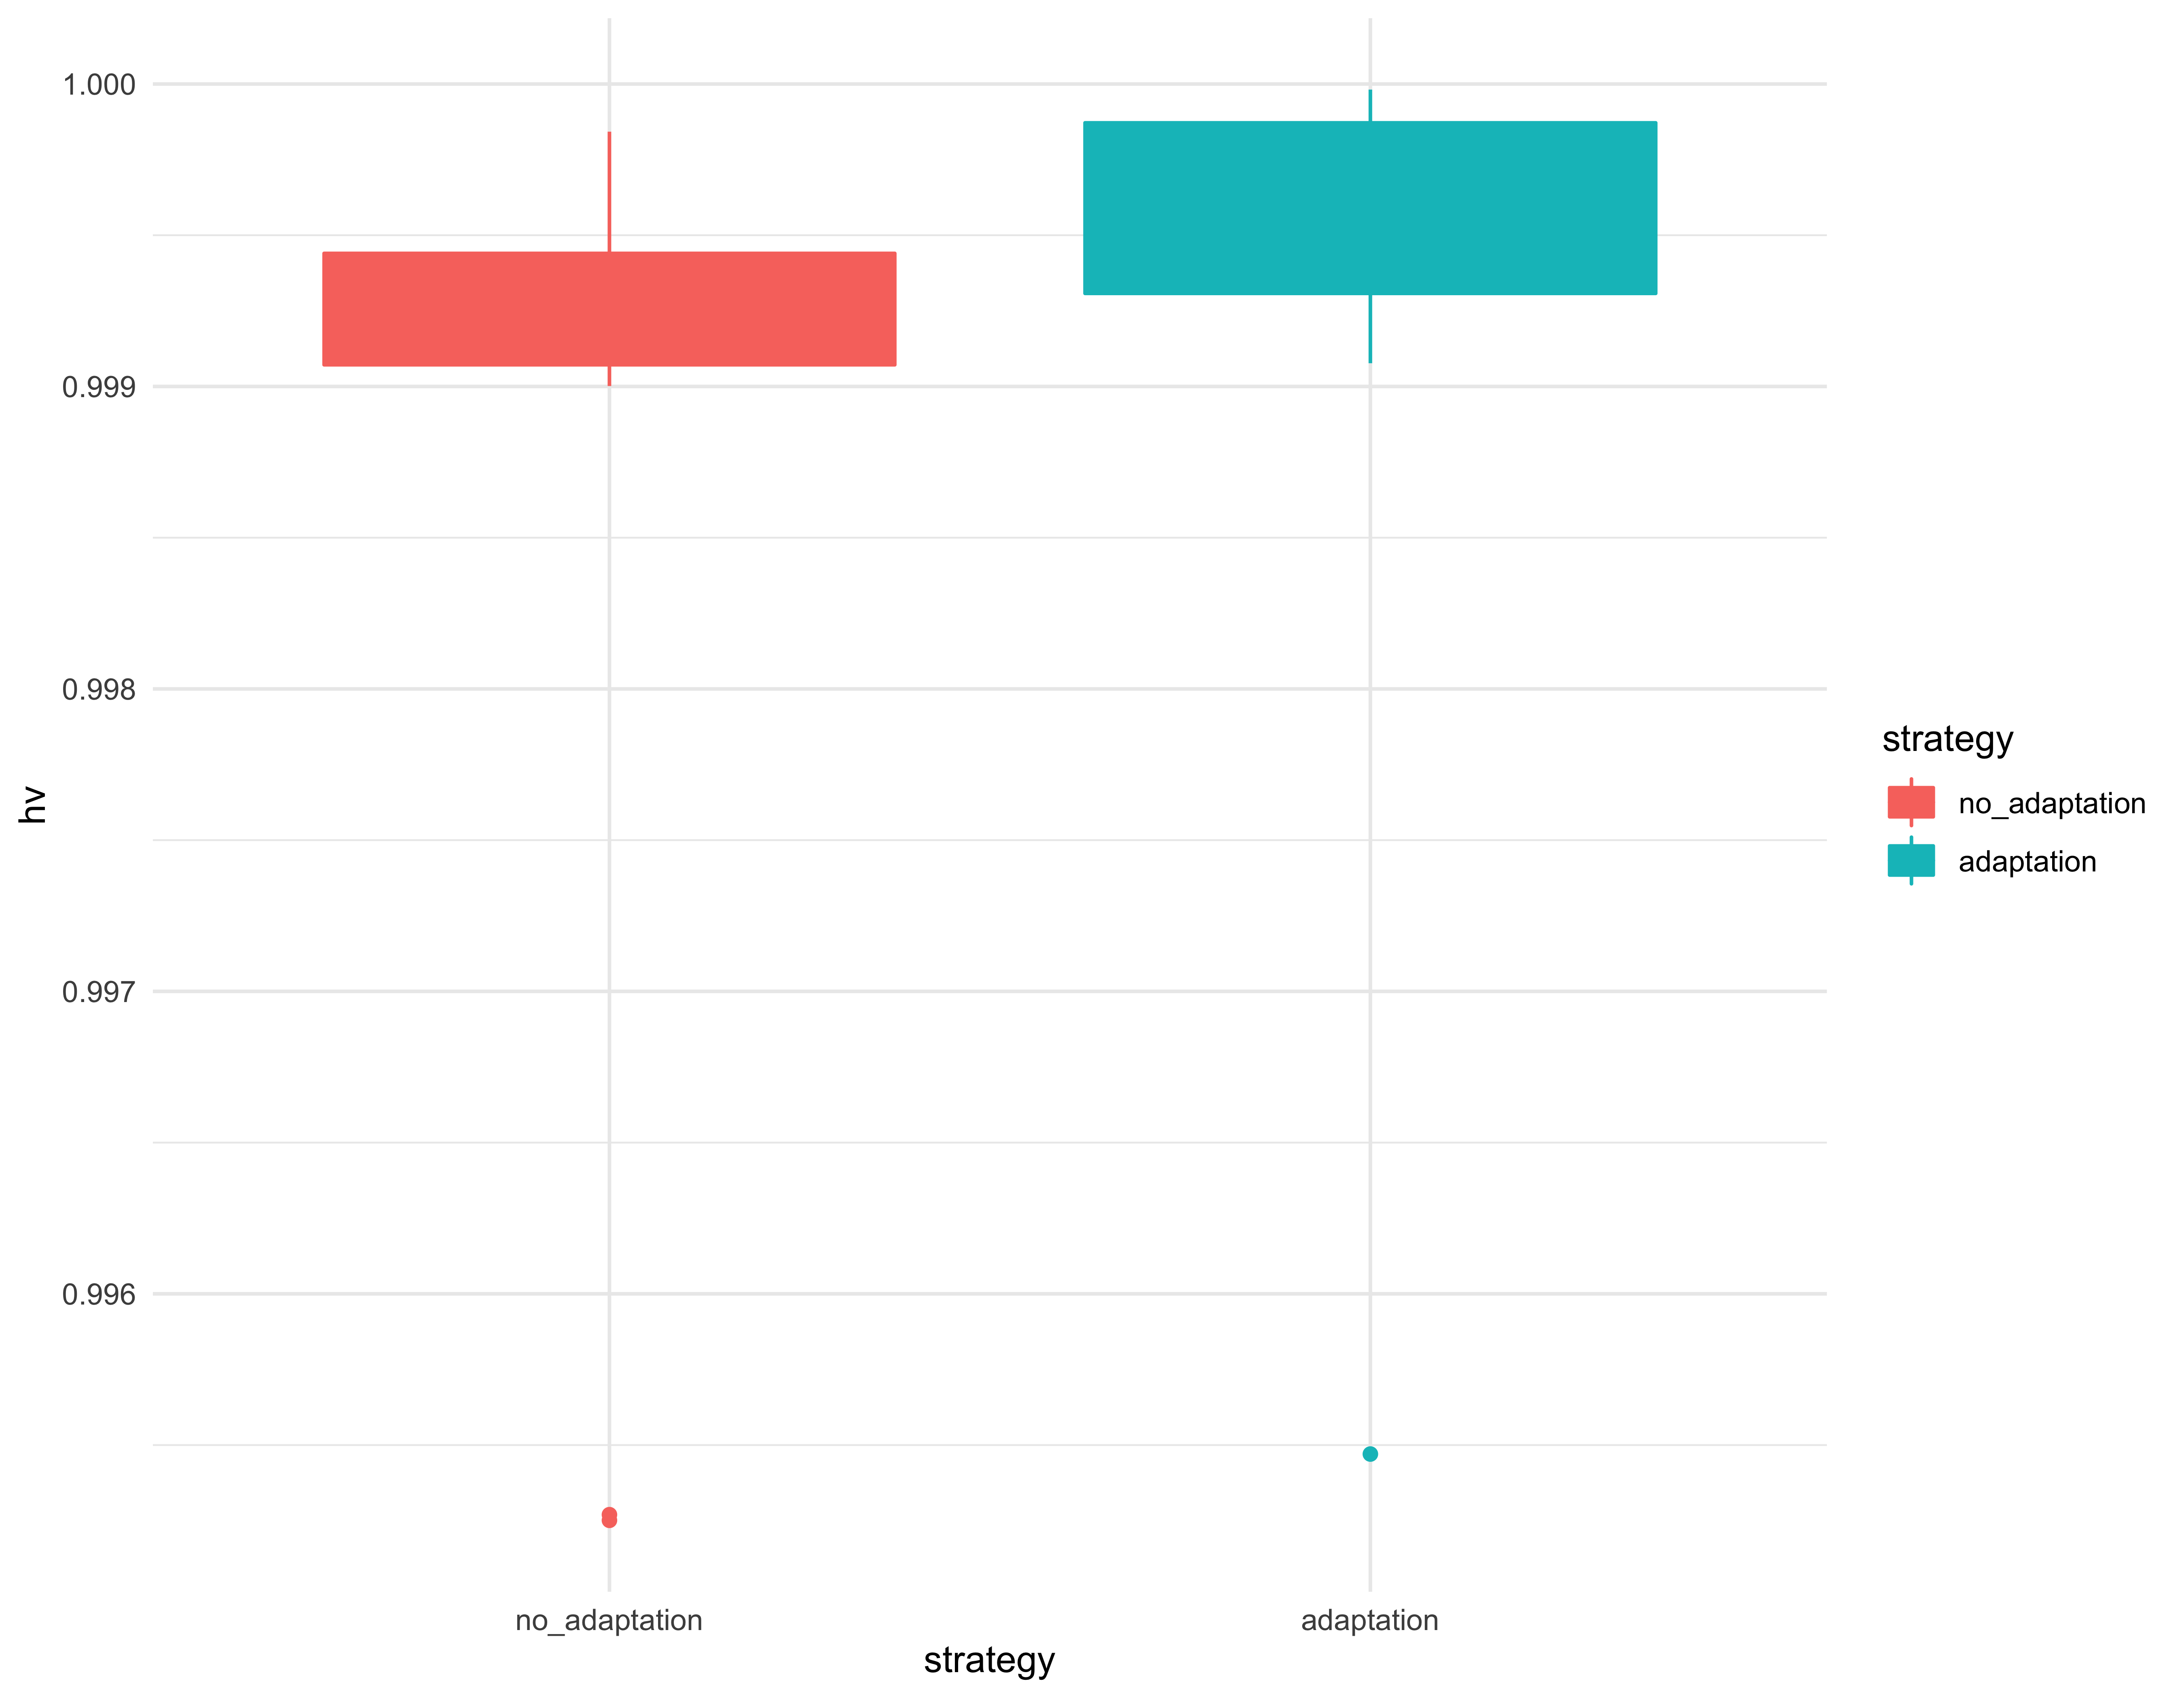 hv
1.000
0.999
0.998
0.997
0.996
no_adaptation
adaptation
strategy
strategy
no_adaptation
adaptation